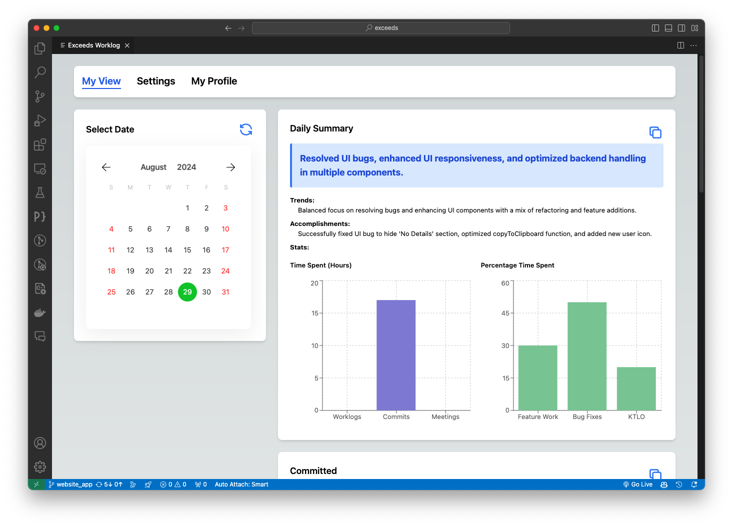 exceeds
Exceeds Worklog
My View Settings My Profile
Select Date
August 2024
S M T W T F S
1 2 3
4 5 6 7 8 9 10
11 12 13 14 15 16 17
18 19 20 21 22 23 24
25 26 27 28 29 30 31
Daily Summary
Resolved UI bugs, enhanced UI responsiveness, and optimized backend handling
in multiple components.
Trends:
Balanced focus on resolving bugs and enhancing UI components with a mix of refactoring and feature additions.
Accomplishments:
Successfully fixed UI bug to hide 'No Details' section, optimized copyToClipboard function, and added new user icon.
Stats:
Time Spent (Hours)
20
15
10
5
0
Worklogs Commits Meetings
Percentage Time Spent
60
45
30
15
0
Feature Work Bug Fixes KTLO
Committed
website_app 5↓ 0↑ 0 0 0 Auto Attach: Smart Go Live